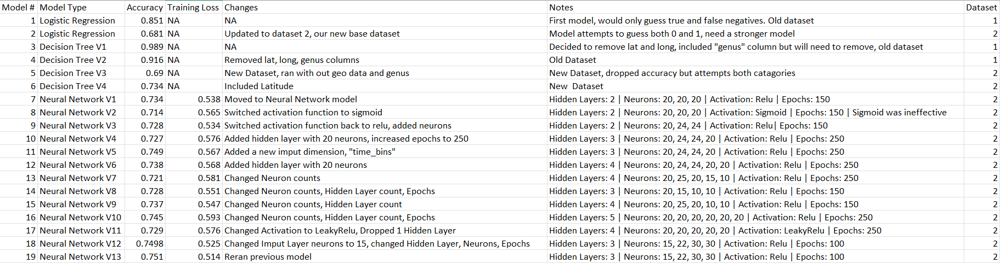 Model # Model Type Accuracy Training Loss Changes Notes Dataset
1 Logistic Regression 0.851 NA NA First model, would only guess true and false negatives. Old dataset 1
2 Logistic Regression 0.681 NA Updated to dataset 2, our new base dataset Model attempts to guess both 0 and 1, need a stronger model 2
3 Decision Tree V1 0.989 NA NA Decided to remove lat and long, included "genus" column but will need to remove, old dataset 1
4 Decision Tree V2 0.916 NA Removed lat, long, genus columns Old Dataset 1
5 Decision Tree V3 0.69 NA New Dataset, ran with out geo data and genus New Dataset, dropped accuracy but attempts both catagories 2
6 Decision Tree V4 0.734 NA Included Latitude New  Dataset 2
7 Neural Network V1 0.734 0.538 Moved to Neural Network model Hidden Layers: 2 | Neurons: 20, 20, 20 | Activation: Relu | Epochs: 150 2
8 Neural Network V2 0.714 0.565 Switched activation function to sigmoid Hidden Layers: 2 | Neurons: 20, 20, 20 | Activation: Sigmoid | Epochs: 150 | Sigmoid was ineffective 2
9 Neural Network V3 0.728 0.534 Switched activation function back to relu, added neurons Hidden Layers: 2 | Neurons: 20, 24, 24 | Activation: Relu| Epochs: 150 2
10 Neural Network V4 0.727 0.576 Added hidden layer with 20 neurons, increased epochs to 250 Hidden Layers: 3 | Neurons: 20, 24, 24, 20 | Activation: Relu | Epochs: 250 2
11 Neural Network V5 0.749 0.567 Added a new imput dimension, "time_bins" Hidden Layers: 3 | Neurons: 20, 24, 24, 20 | Activation: Relu | Epochs: 250 2
12 Neural Network V6 0.738 0.568 Added hidden layer with 20 neurons Hidden Layers: 4 | Neurons: 20, 24, 24, 20, 20 | Activation: Relu | Epochs: 250 2
13 Neural Network V7 0.721 0.581 Changed Neuron counts Hidden Layers: 4 | Neurons: 20, 25, 20, 15, 10 | Activation: Relu | Epochs: 250 2
14 Neural Network V8 0.728 0.551 Changed Neuron counts, Hidden Layer count, Epochs Hidden Layers: 3 | Neurons: 20, 15, 10, 10 | Activation: Relu | Epochs: 150 2
15 Neural Network V9 0.737 0.547 Changed Neuron counts, Hidden Layer count Hidden Layers: 4 | Neurons: 20, 25, 20, 10, 10 | Activation: Relu | Epochs: 150 2
16 Neural Network V10 0.745 0.593 Changed Neuron counts, Hidden Layer count, Epochs Hidden Layers: 5 | Neurons: 20, 20, 20, 20, 20, 20 | Activation: Relu | Epochs: 250 2
17 Neural Network V11 0.729 0.576 Changed Activation to LeakyRelu, Dropped 1 Hidden Layer Hidden Layers: 4 | Neurons: 20, 20, 20, 20, 20 | Activation: LeakyRelu | Epochs: 250 2
18 Neural Network V12 0.7498 0.525 Changed Imput Layer neurons to 15, changed Hidden Layer, Neurons, Epochs Hidden Layers: 3 | Neurons: 15, 22, 30, 30 | Activation: Relu | Epochs: 100 2
19 Neural Network V13 0.751 0.514 Reran previous model Hidden Layers: 3 | Neurons: 15, 22, 30, 30 | Activation: Relu | Epochs: 100 2